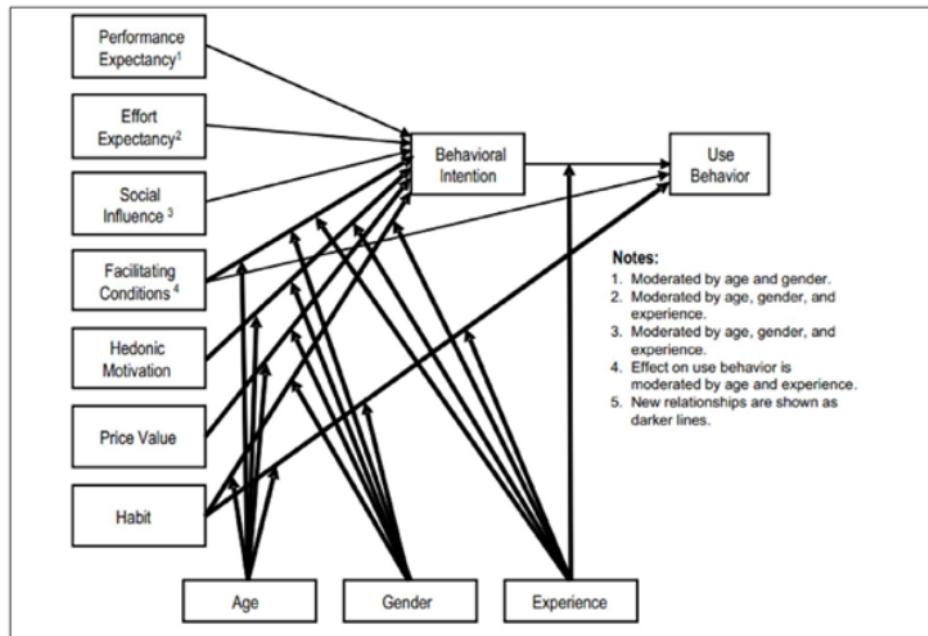 Performance
Expectancy¹
Effort
Expectancy²
Social
Influence ³
Facilitating
Conditions ⁴
Hedonic
Motivation
Price Value
Habit
Behavioral
Intention
Use
Behavior
Notes:
1. Moderated by age and gender.
2. Moderated by age, gender, and
experience.
3. Moderated by age, gender, and
experience.
4. Effect on use behavior is
moderated by age and experience.
5. New relationships are shown as
darker lines.
Age
Gender
Experience